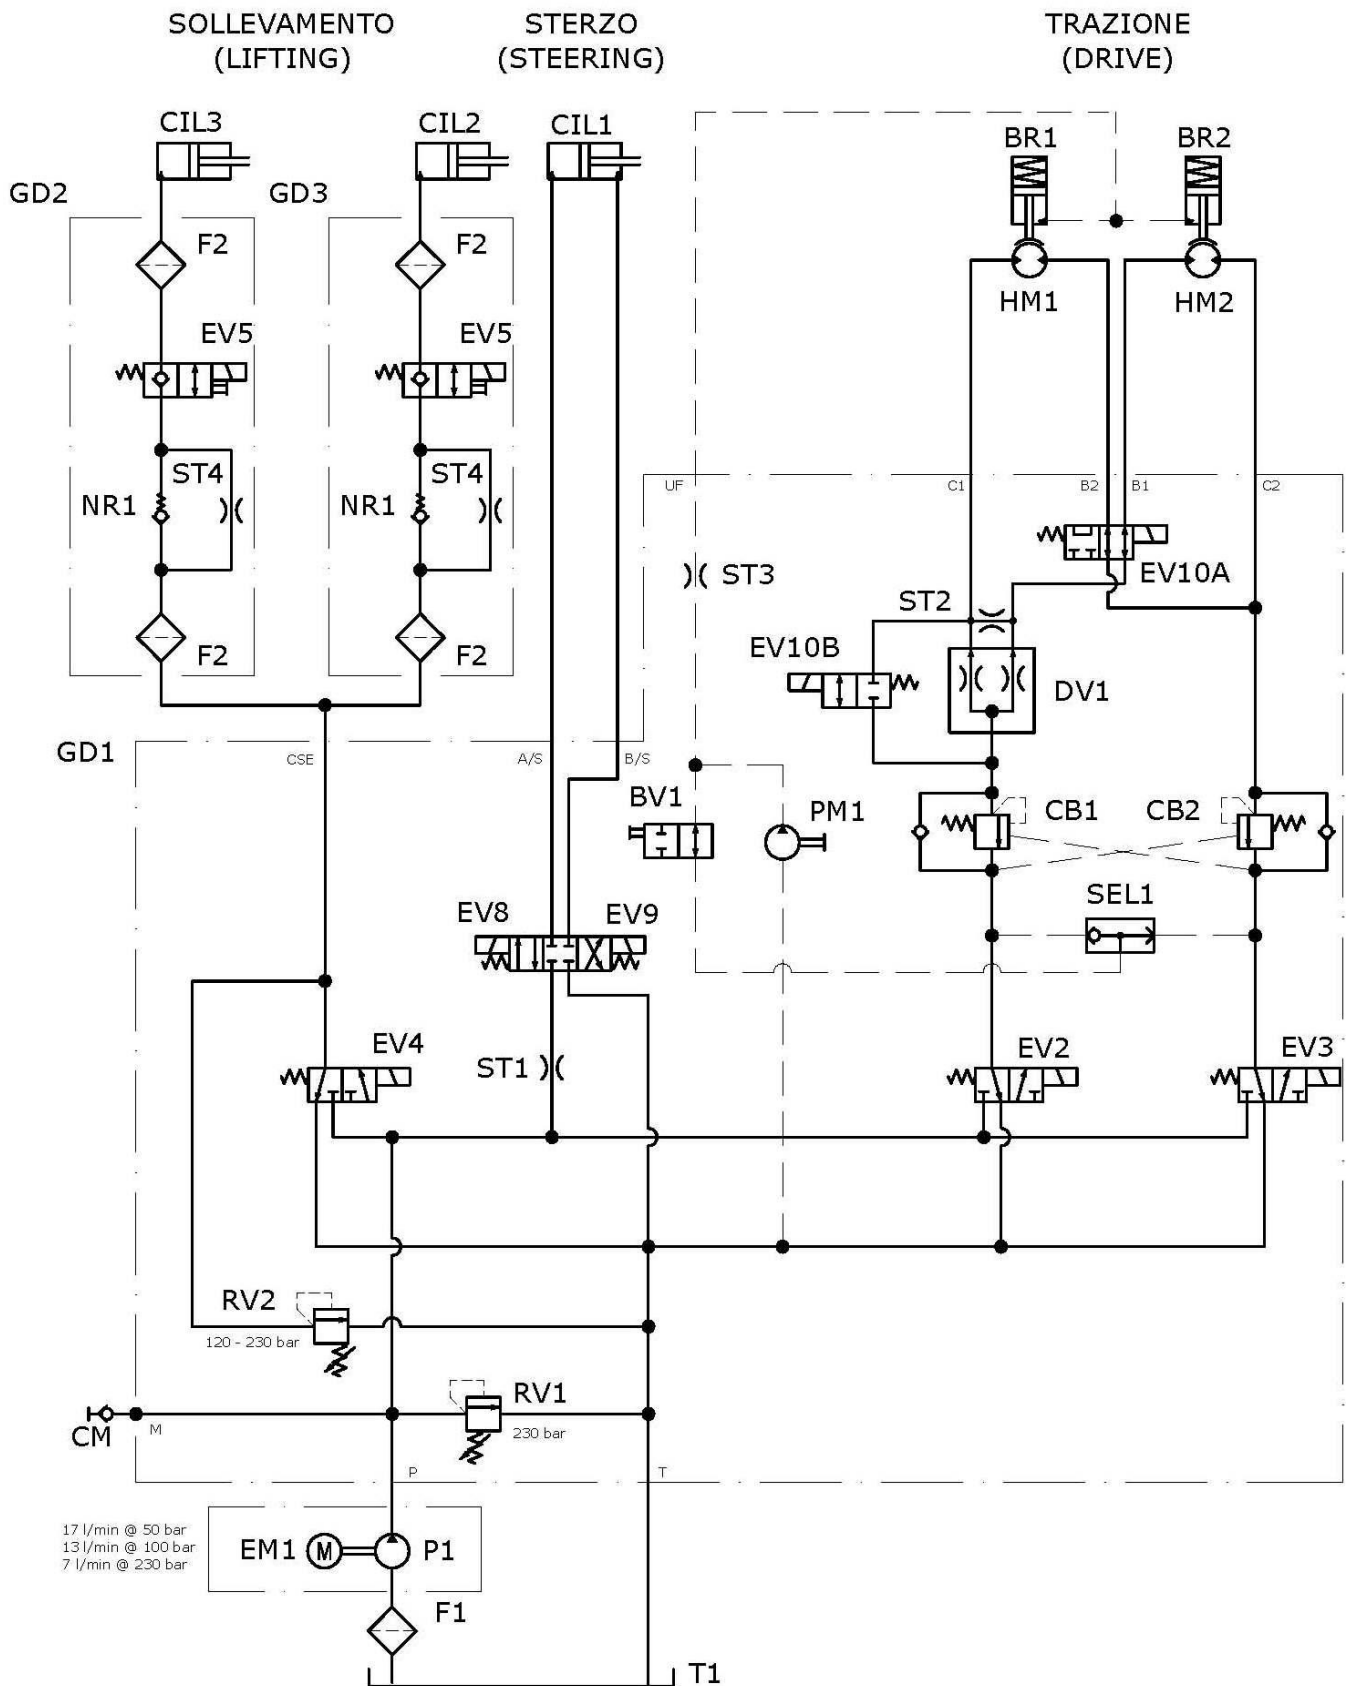 SOLLEVAMENTO
(LIFTING)
STERZO
(STEERING)
TRAZIONE
(DRIVE)
CIL3
CIL2
CIL1
BR1
BR2
GD2
GD3
F2
F2
HM1
HM2
EV5
EV5
ST4
ST4
NR1
NR1
UF
C1
B2
B1
C2
ST3
EV10A
ST2
F2
F2
EV10B
DV1
GD1
CSE
A/S
B/S
BV1
PM1
CB1
CB2
SEL1
EV8
EV9
EV4
ST1
EV2
EV3
RV2
120 - 230 bar
RV1
230 bar
CM
M
P
T
17 l/min @ 50 bar
13 l/min @ 100 bar
7 l/min @ 230 bar
EM1
M
P1
F1
T1